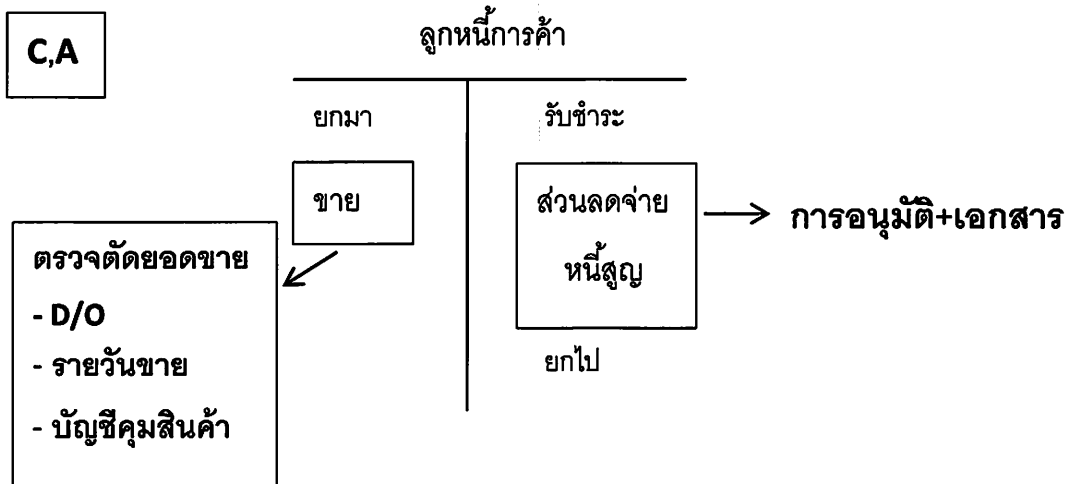 C,A
ลูกหนี้การค้า
ยกมา
รับชำระ
ขาย
ส่วนลดจ่าย
หนี้สูญ
การอนุมัติ+เอกสาร
ยกไป
ตรวจตัดยอดขาย
- D/O
- รายวันขาย
- บัญชีคุมสินค้า